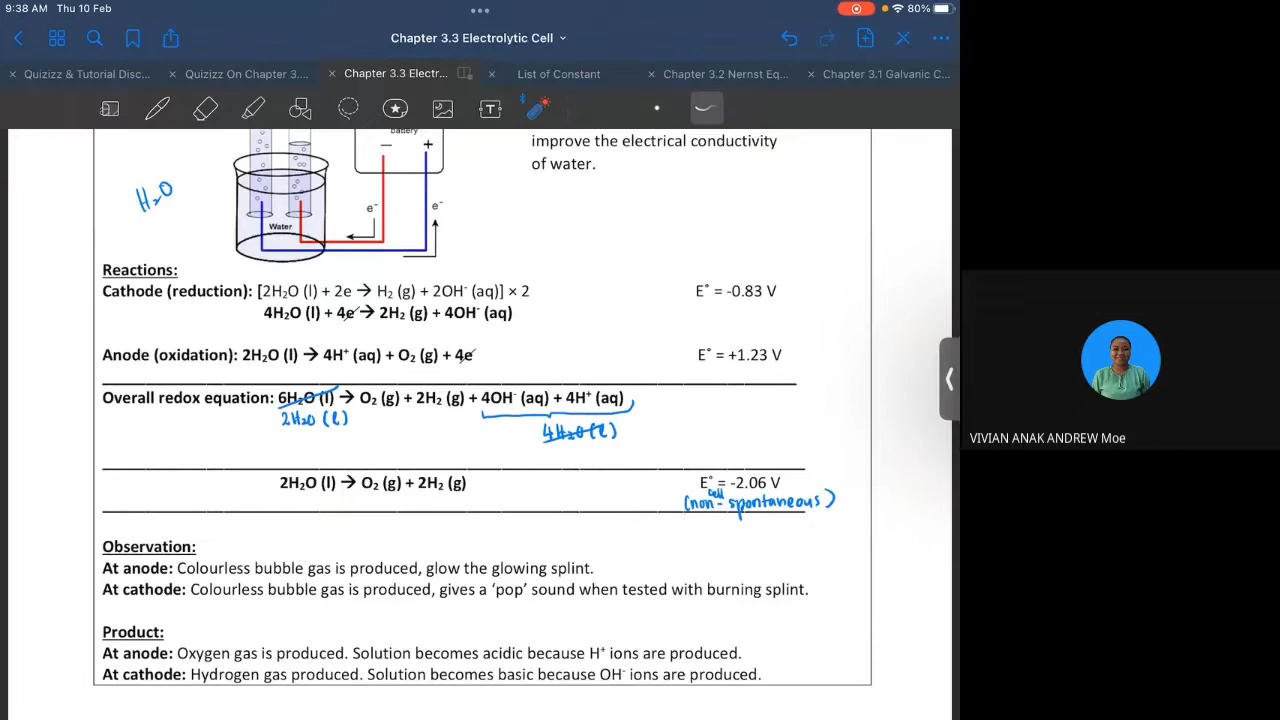 9:38 AM Thu 10 Feb
80%
Chapter 3.3 Electrolytic Cell
Quizizz & Tutorial Disc...
Quizizz On Chapter 3....
Chapter 3.3 Electr...
List of Constant
Chapter 3.2 Nernst Eq...
Chapter 3.1 Galvanic C...
battery
− +
improve the electrical conductivity
of water.
H₂O
e⁻ e⁻
Water
Reactions:
Cathode (reduction): [2H₂O (l) + 2e → H₂ (g) + 2OH⁻ (aq)] × 2 E° = -0.83 V
4H₂O (l) + 4e → 2H₂ (g) + 4OH⁻ (aq)
Anode (oxidation): 2H₂O (l) → 4H⁺ (aq) + O₂ (g) + 4e E° = +1.23 V
Overall redox equation: 6H₂O (l) → O₂ (g) + 2H₂ (g) + 4OH⁻ (aq) + 4H⁺ (aq)
2H₂O (l)
4H₂O (l)
2H₂O (l) → O₂ (g) + 2H₂ (g) E°cell = -2.06 V
(non-spontaneous)
Observation:
At anode: Colourless bubble gas is produced, glow the glowing splint.
At cathode: Colourless bubble gas is produced, gives a ‘pop’ sound when tested with burning splint.
Product:
At anode: Oxygen gas is produced. Solution becomes acidic because H⁺ ions are produced.
At cathode: Hydrogen gas produced. Solution becomes basic because OH⁻ ions are produced.
VIVIAN ANAK ANDREW Moe